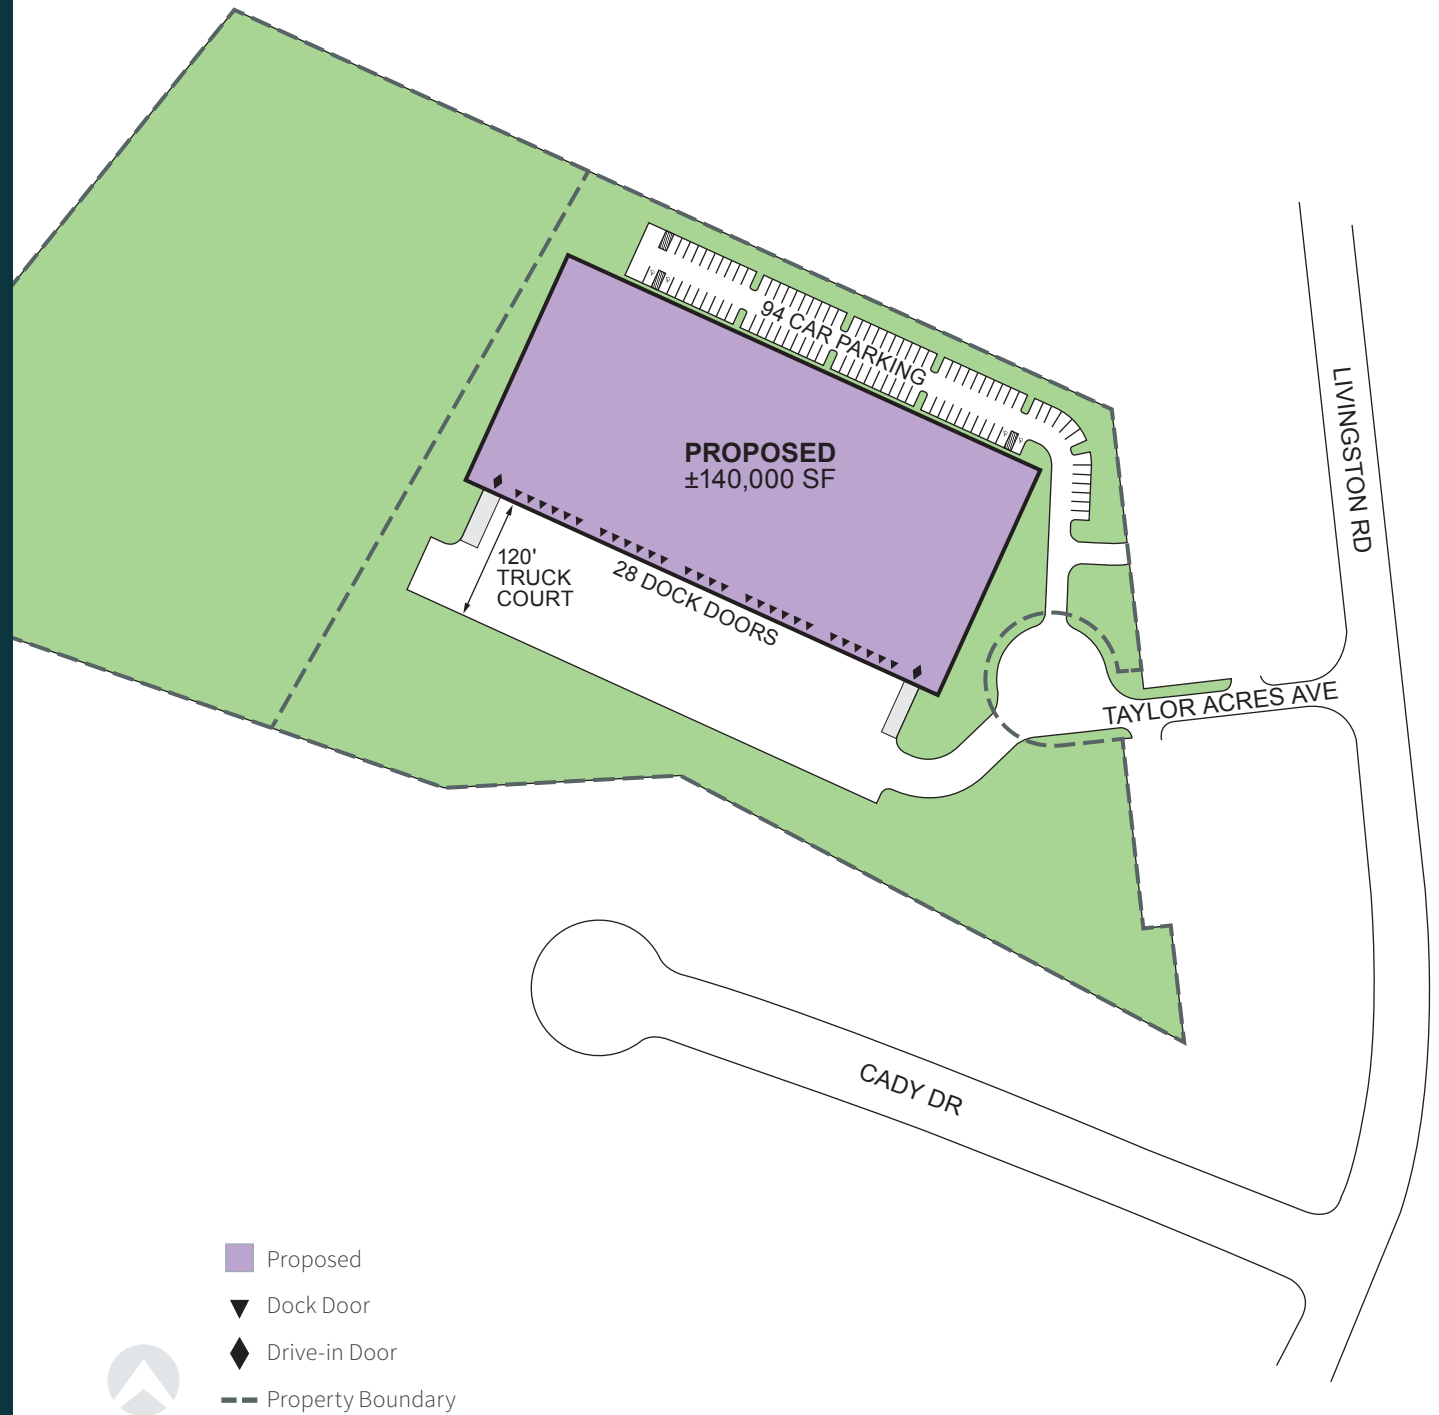 94 CAR PARKING
PROPOSED
±140,000 SF
LIVINGSTON RD
120'
TRUCK
COURT
28 DOCK DOORS
TAYLOR ACRES AVE
CADY DR
Proposed
Dock Door
Drive-in Door
Property Boundary